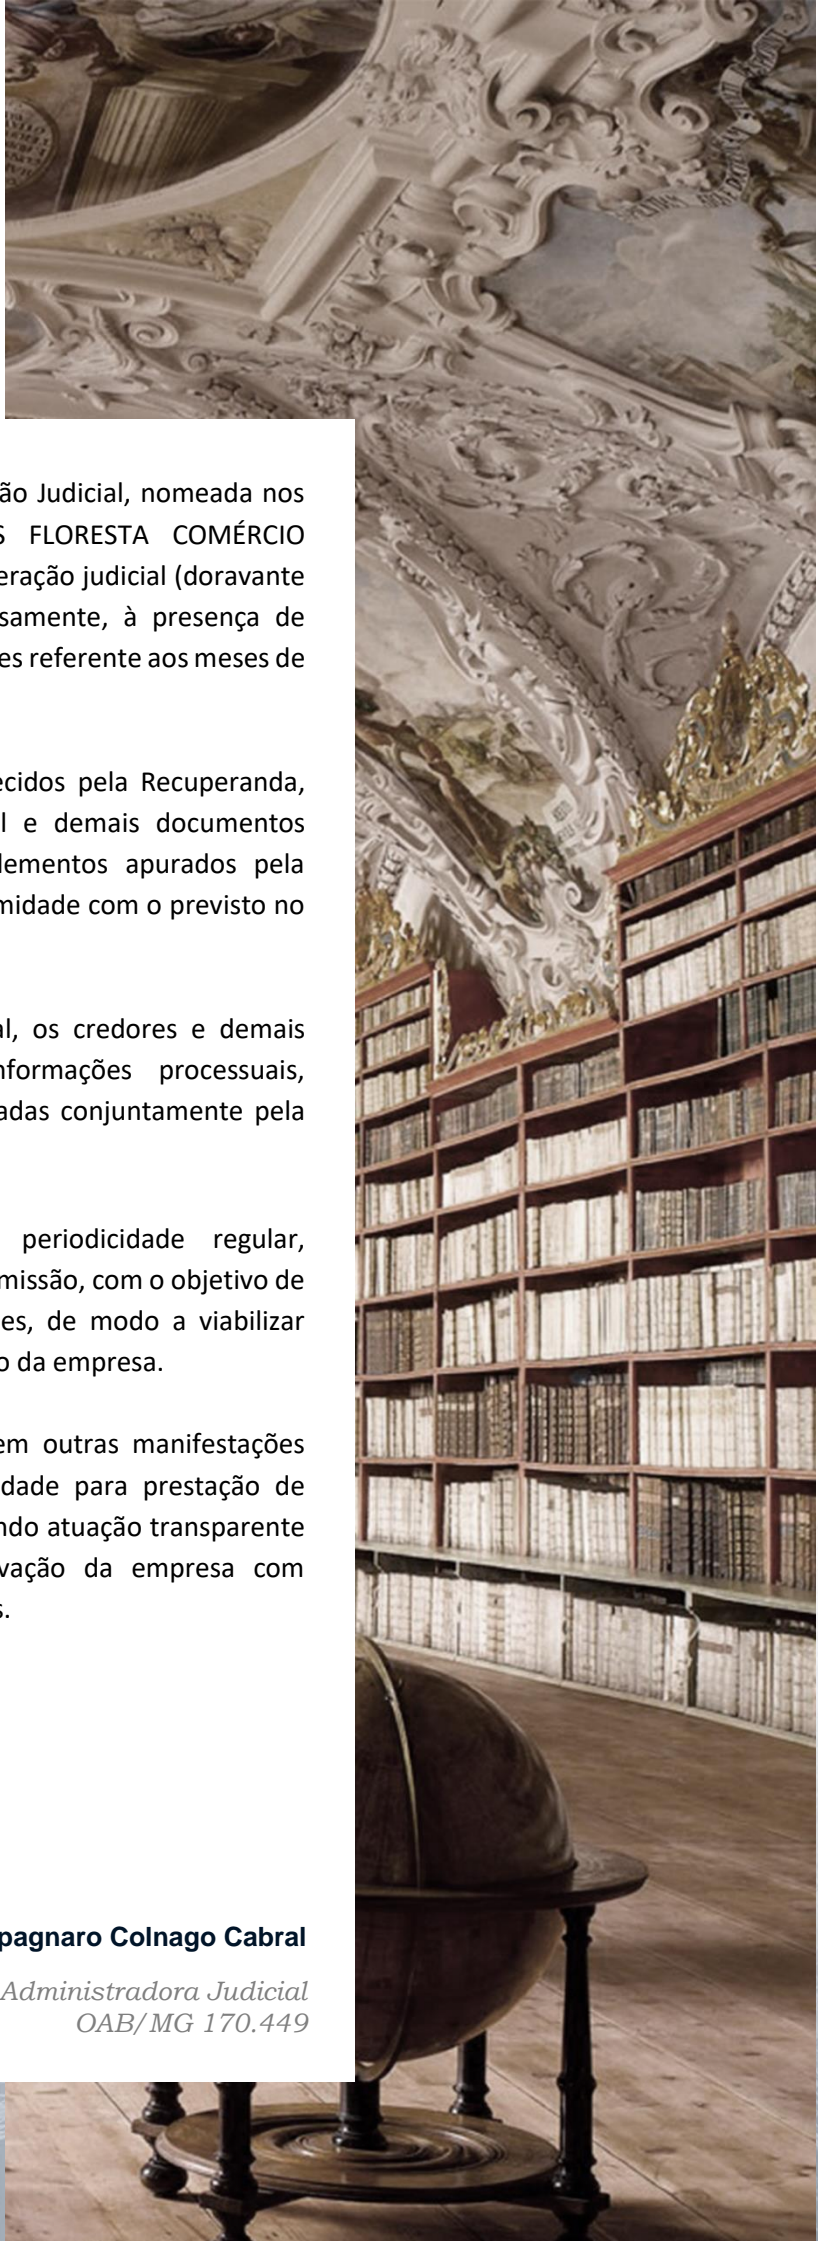 ão Judicial, nomeada nos
S FLORESTA COMÉRCIO
eração judicial (doravante
samente, à presença de
es referente aos meses de
ecidos pela Recuperanda,
l e demais documentos
lementos apurados pela
midade com o previsto no
al, os credores e demais
nformações processuais,
adas conjuntamente pela
periodicidade regular,
missão, com o objetivo de
es, de modo a viabilizar
o da empresa.
em outras manifestações
dade para prestação de
ndo atuação transparente
vação da empresa com
s.
pagnaro Colnago Cabral
Administradora Judicial
OAB/MG 170.449